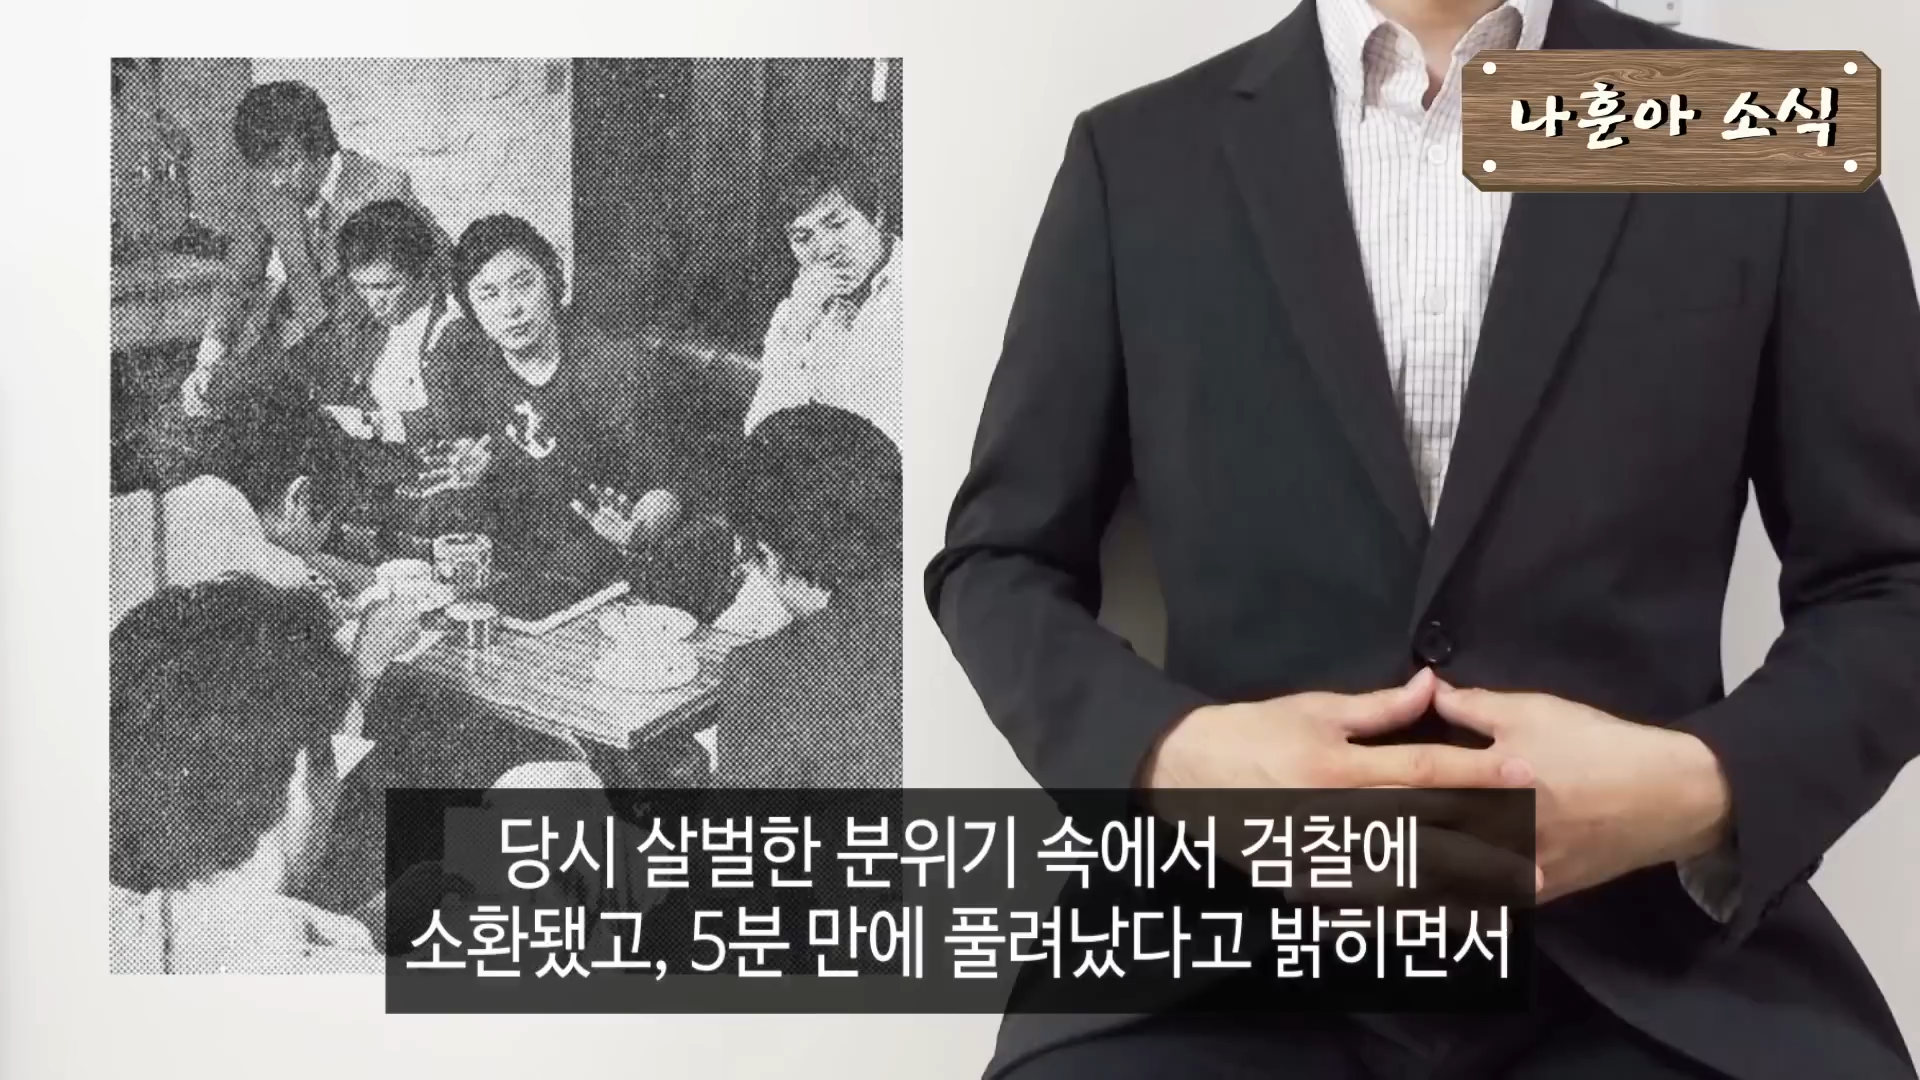 나훈아 소식
당시 살벌한 분위기 속에서 검찰에
소환됐고, 5분 만에 풀려났다고 밝히면서